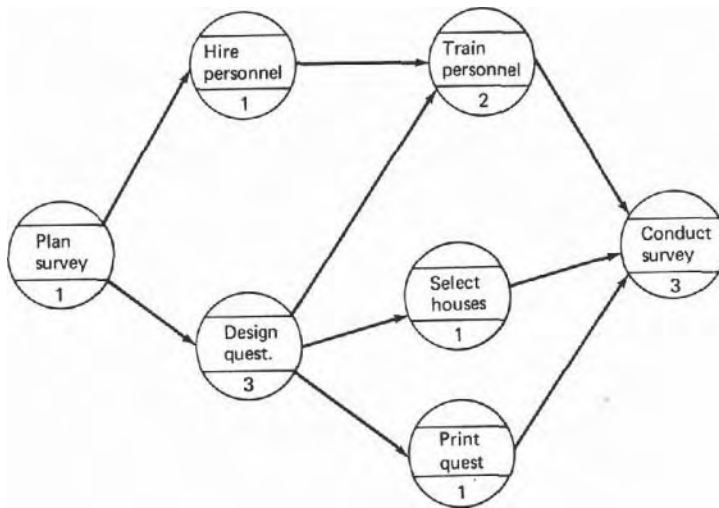 Hire
personnel
1
Train
personnel
2
Plan
survey
1
Design
quest.
3
Select
houses
1
Print
quest
1
Conduct
survey
3